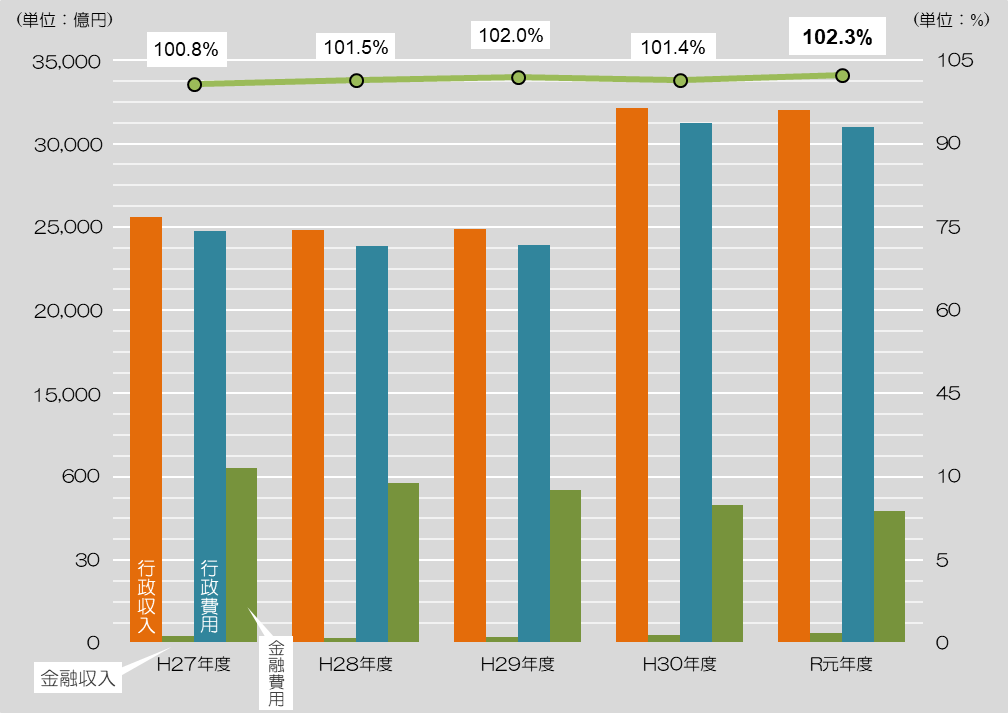 (単位：億円)
(単位：%)
100.8%
101.5%
102.0%
101.4%
102.3%
35,000
30,000
25,000
20,000
15,000
600
30
0
105
90
75
60
45
10
5
0
行政収入
行政費用
金融収入
金融費用
H27年度
H28年度
H29年度
H30年度
R元年度